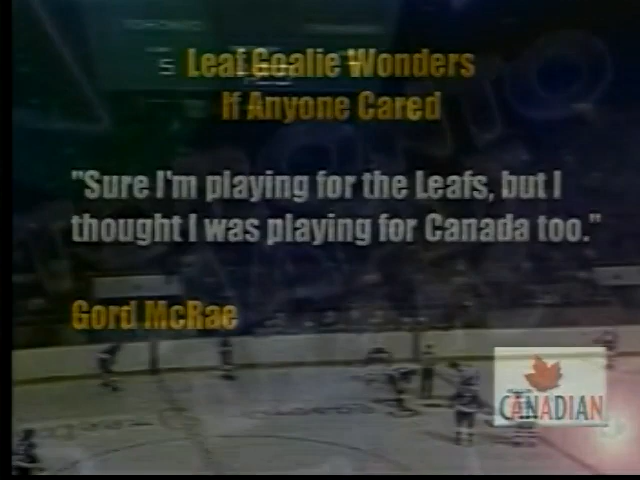 Leaf Goalie Wonders
If Anyone Cared
"Sure I'm playing for the Leafs, but I
thought I was playing for Canada too."
Gord McRae
CANADIAN